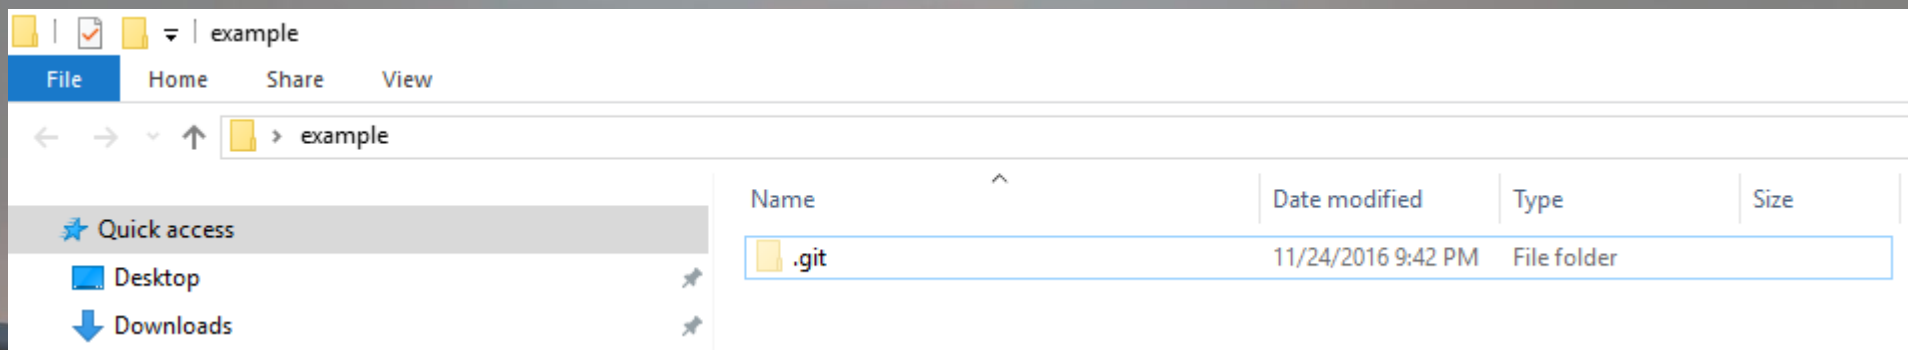 example
File Home Share View
example
Name Date modified Type Size
Quick access
.git 11/24/2016 9:42 PM File folder
Desktop
Downloads